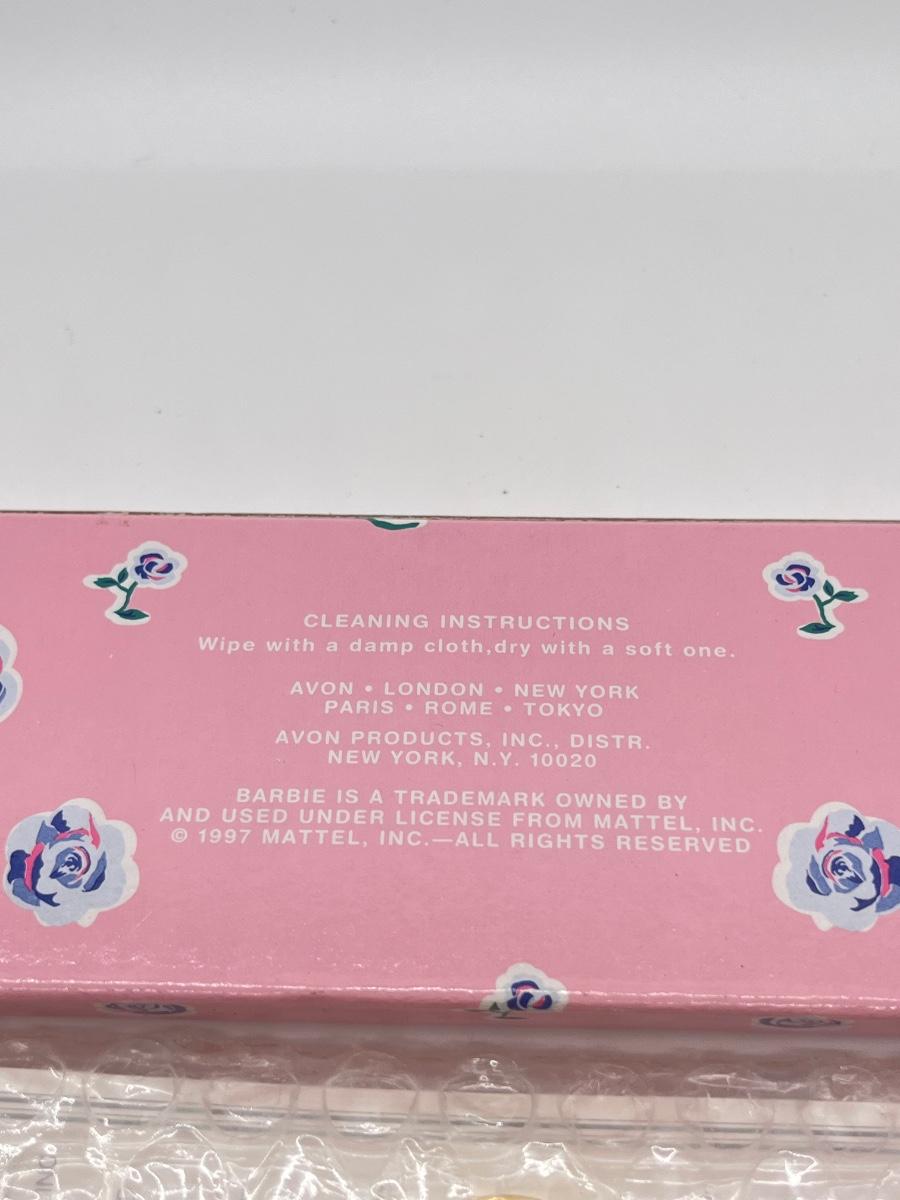 CLEANING INSTRUCTIONS
Wipe with a damp cloth,dry with a soft one.
AVON • LONDON • NEW YORK
PARIS • ROME • TOKYO
AVON PRODUCTS, INC., DISTR.
NEW YORK, N.Y. 10020
BARBIE IS A TRADEMARK OWNED BY
AND USED UNDER LICENSE FROM MATTEL, INC.
© 1997 MATTEL, INC.—ALL RIGHTS RESERVED